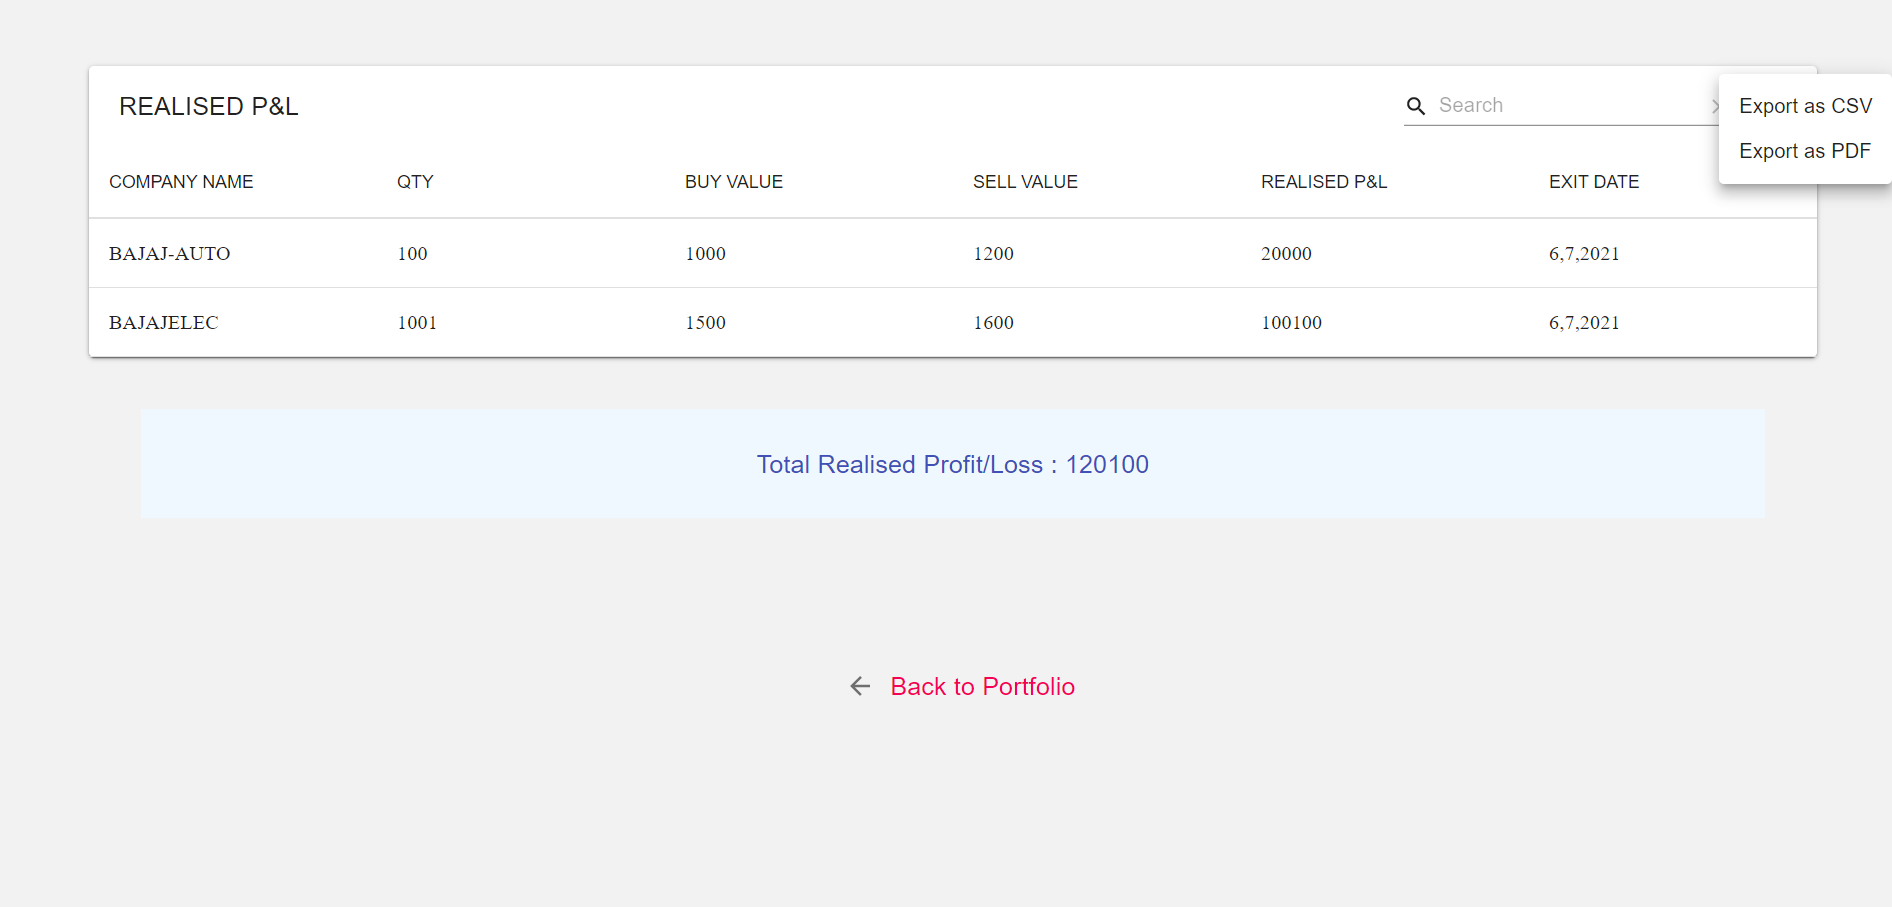 REALISED P&L
Search
Export as CSV
Export as PDF
COMPANY NAME QTY BUY VALUE SELL VALUE REALISED P&L EXIT DATE
BAJAJ-AUTO 100 1000 1200 20000 6,7,2021
BAJAJELEC 1001 1500 1600 100100 6,7,2021
Total Realised Profit/Loss : 120100
Back to Portfolio